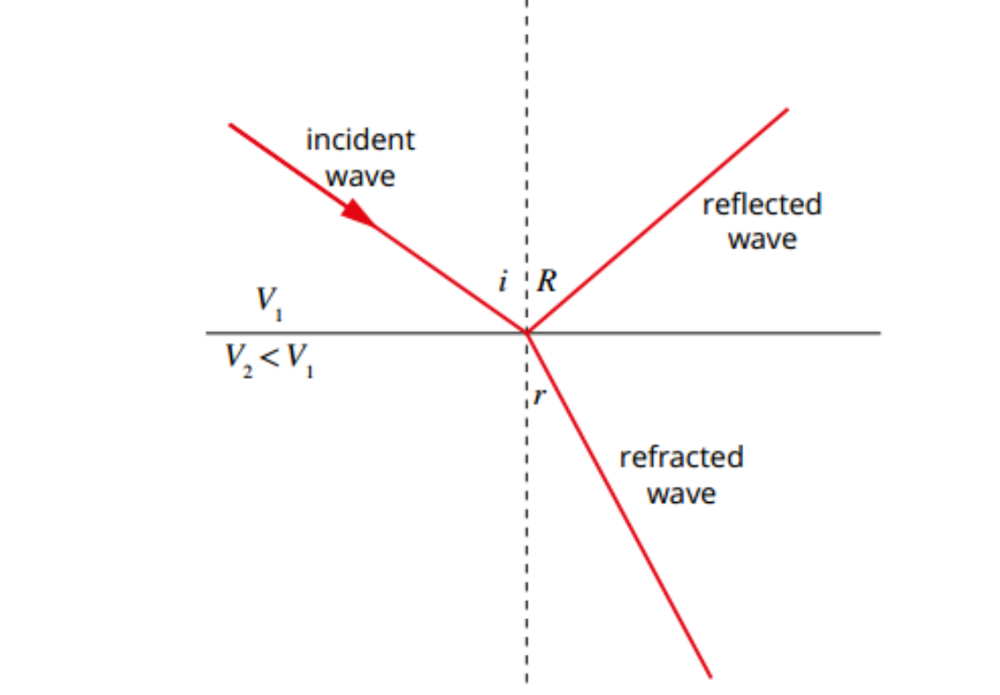 incident
wave
reflected
wave
i
R
V₁
V₂ < V₁
r
refracted
wave